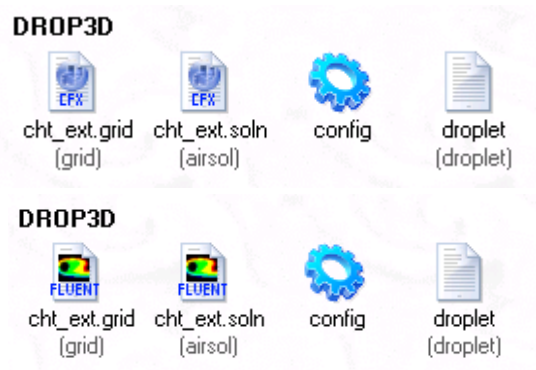 DROP3D
CFX CFX
cht_ext.grid cht_ext.soln config droplet
(grid) (airsol) (droplet)
DROP3D
FLUENT FLUENT
cht_ext.grid cht_ext.soln config droplet
(grid) (airsol) (droplet)